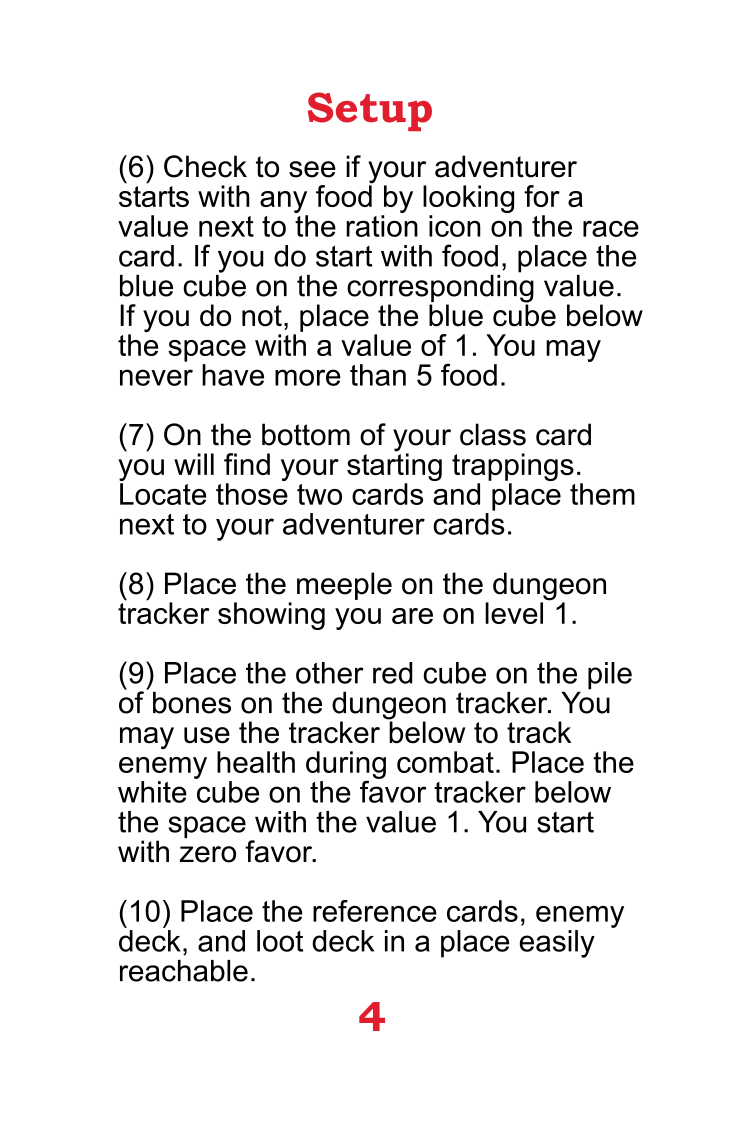 Setup
(6) Check to see if your adventurer
starts with any food by looking for a
value next to the ration icon on the race
card. If you do start with food, place the
blue cube on the corresponding value.
If you do not, place the blue cube below
the space with a value of 1. You may
never have more than 5 food.
(7) On the bottom of your class card
you will find your starting trappings.
Locate those two cards and place them
next to your adventurer cards.
(8) Place the meeple on the dungeon
tracker showing you are on level 1.
(9) Place the other red cube on the pile
of bones on the dungeon tracker. You
may use the tracker below to track
enemy health during combat. Place the
white cube on the favor tracker below
the space with the value 1. You start
with zero favor.
(10) Place the reference cards, enemy
deck, and loot deck in a place easily
reachable.
4